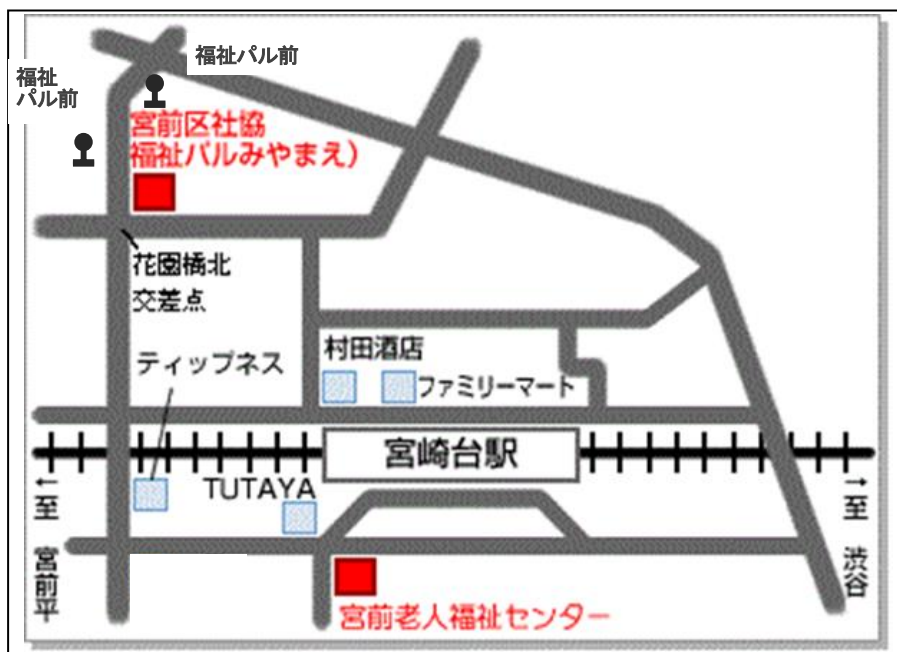 福祉パル前
福祉
パル前
宮前区社協
福祉パルみやまえ）
花園橋北
交差点
村田酒店
ティップネス
ファミリーマート
宮崎台駅
TUTAYA
←至
宮前平
→至
渋谷
宮前老人福祉センター